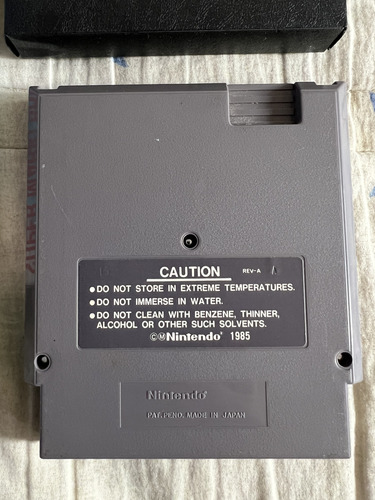 CAUTION REV-A A
●DO NOT STORE IN EXTREME TEMPERATURES.
●DO NOT IMMERSE IN WATER.
●DO NOT CLEAN WITH BENZENE, THINNER,
ALCOHOL OR OTHER SUCH SOLVENTS.
©ⓂNintendo® 1985
Nintendo®
PAT.PEND. MADE IN JAPAN